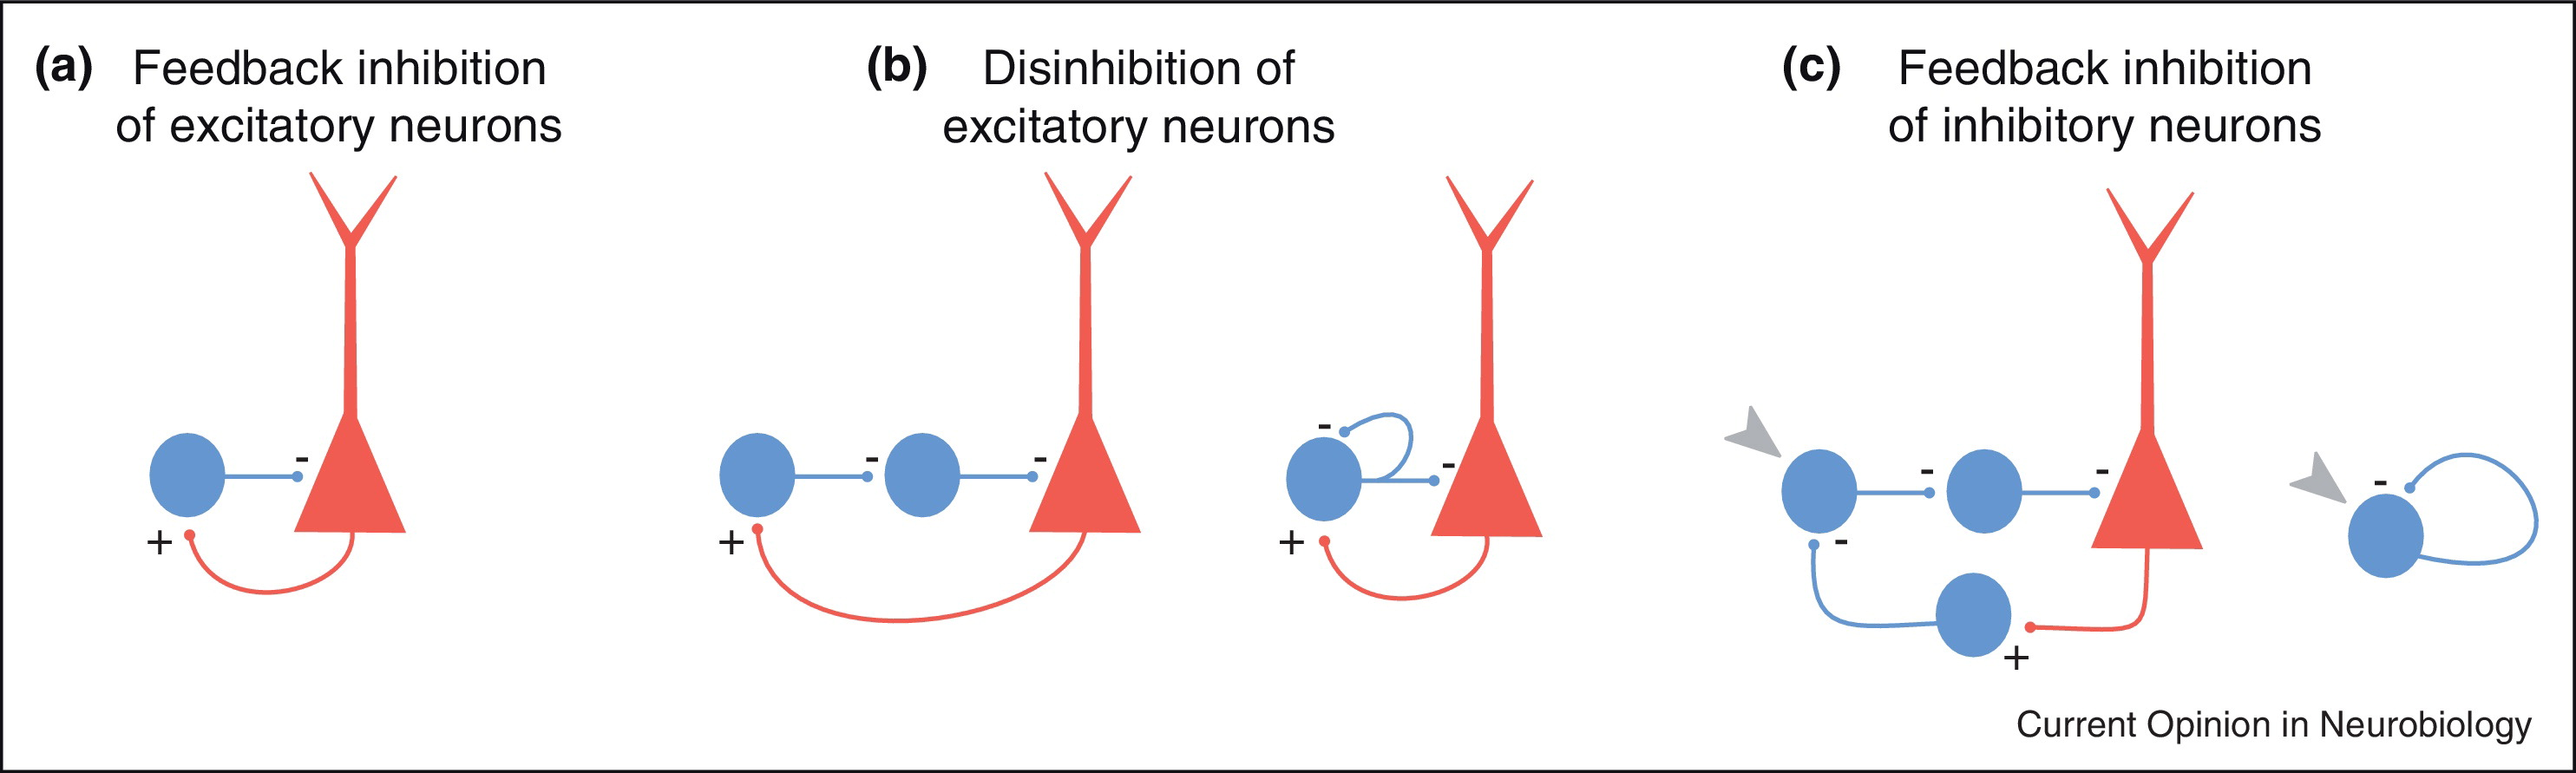 (a) Feedback inhibition
of excitatory neurons
(b) Disinhibition of
excitatory neurons
(c) Feedback inhibition
of inhibitory neurons
- +
- - +
- - +
- - - +
-
Current Opinion in Neurobiology